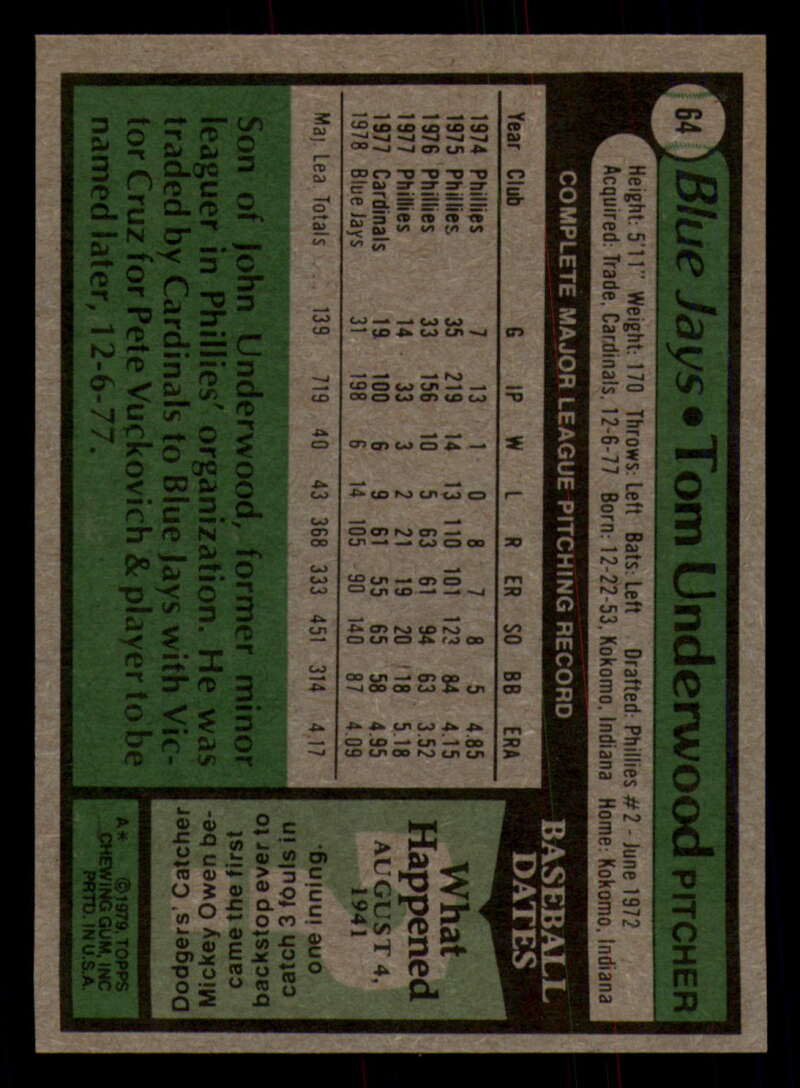 64 Blue Jays • Tom Underwood PITCHER
Height: 5'11" Weight: 170 Throws: Left Bats: Left Drafted: Phillies #2 - June 1972
Acquired: Trade, Cardinals, 12-6-77 Born: 12-22-53, Kokomo, Indiana Home: Kokomo, Indiana
COMPLETE MAJOR LEAGUE PITCHING RECORD
Year Club G IP W L R ER SO BB ERA
1974 Phillies 7 13 1 0 8 7 8 5 4.85
1975 Phillies 35 219 14 13 110 101 123 84 4.15
1976 Phillies 33 156 10 5 63 61 94 63 3.52
1977 Phillies 14 33 3 2 21 19 20 18 5.18
1977 Cardinals 19 100 6 9 61 55 65 58 4.95
1978 Blue Jays 31 198 6 14 105 90 140 87 4.09
Maj. Lea Totals ... 139 719 40 43 368 333 451 314 4.17
Son of John Underwood, former minor
leaguer in Phillies' organization. He was
traded by Cardinals to Blue Jays with Vic-
tor Cruz for Pete Vuckovich & player to be
named later, 12-6-77.
BASEBALL
DATES
What
Happened
AUGUST 4,
1941
Dodgers' Catcher
Mickey Owen be-
came the first
backstop ever to
catch 3 fouls in
one inning.
A* ©1979, TOPPS
CHEWING GUM, INC
PRTD. IN U.S.A.